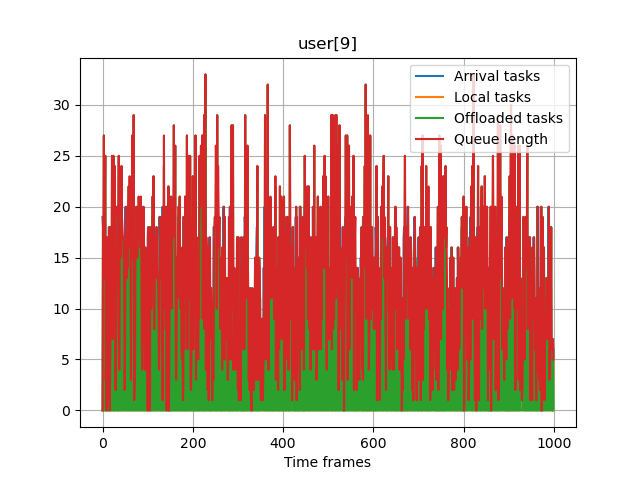 user[9]
Arrival tasks
Local tasks
Offloaded tasks
Queue length
30
25
20
15
10
5
0
0 200 400 600 800 1000
Time frames